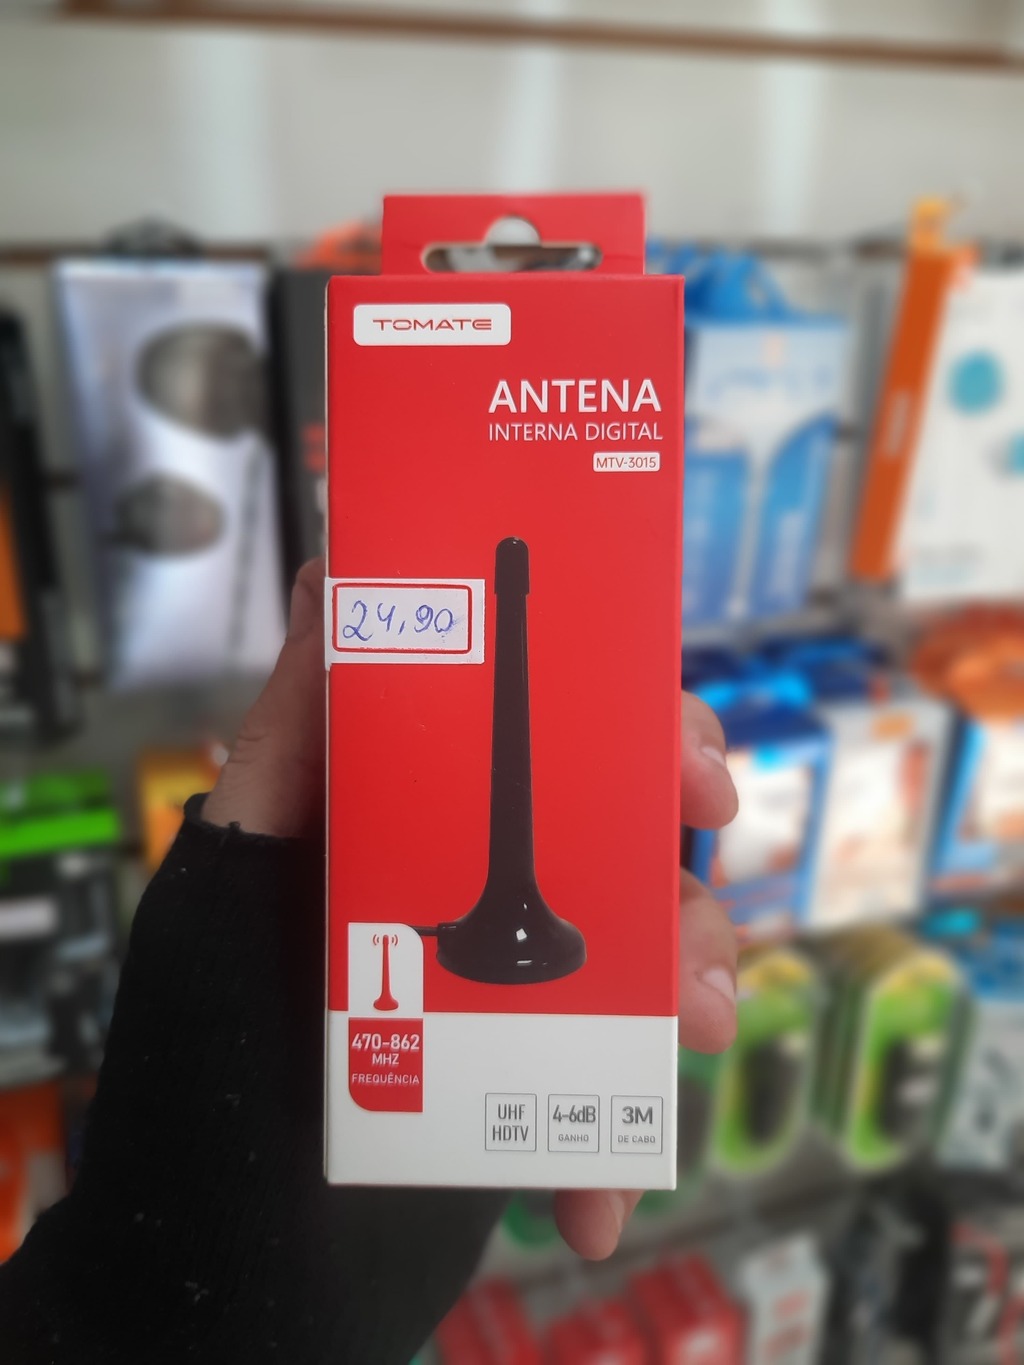 TOMATE
ANTENA
INTERNA DIGITAL
MTV-3015
24,90
470-862
MHZ
FREQUÊNCIA
UHF
HDTV
4-6dB
GANHO
3M
DE CABO